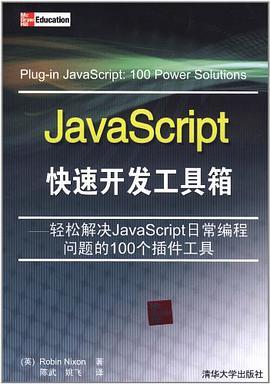 Education
Plug-in JavaScript: 100 Power Solutions
JavaScript
快速开发工具箱
——轻松解决JavaScript日常编程
问题的100个插件工具
(英) Robin Nixon 著
陈武 姚飞 译
清华大学出版社